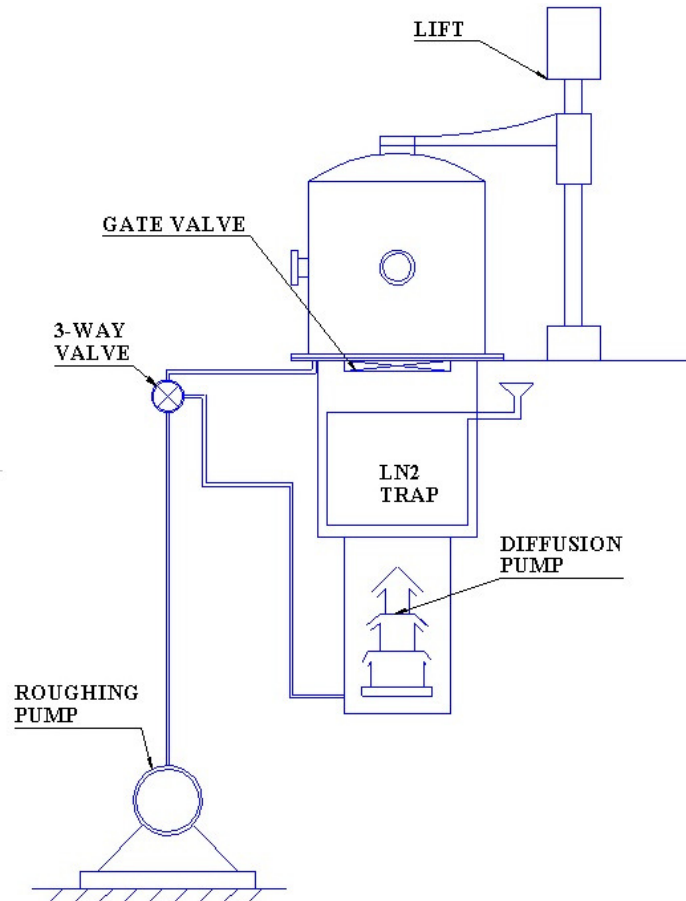 LIFT
GATE VALVE
3-WAY
VALVE
LN2
TRAP
DIFFUSION
PUMP
ROUGHING
PUMP